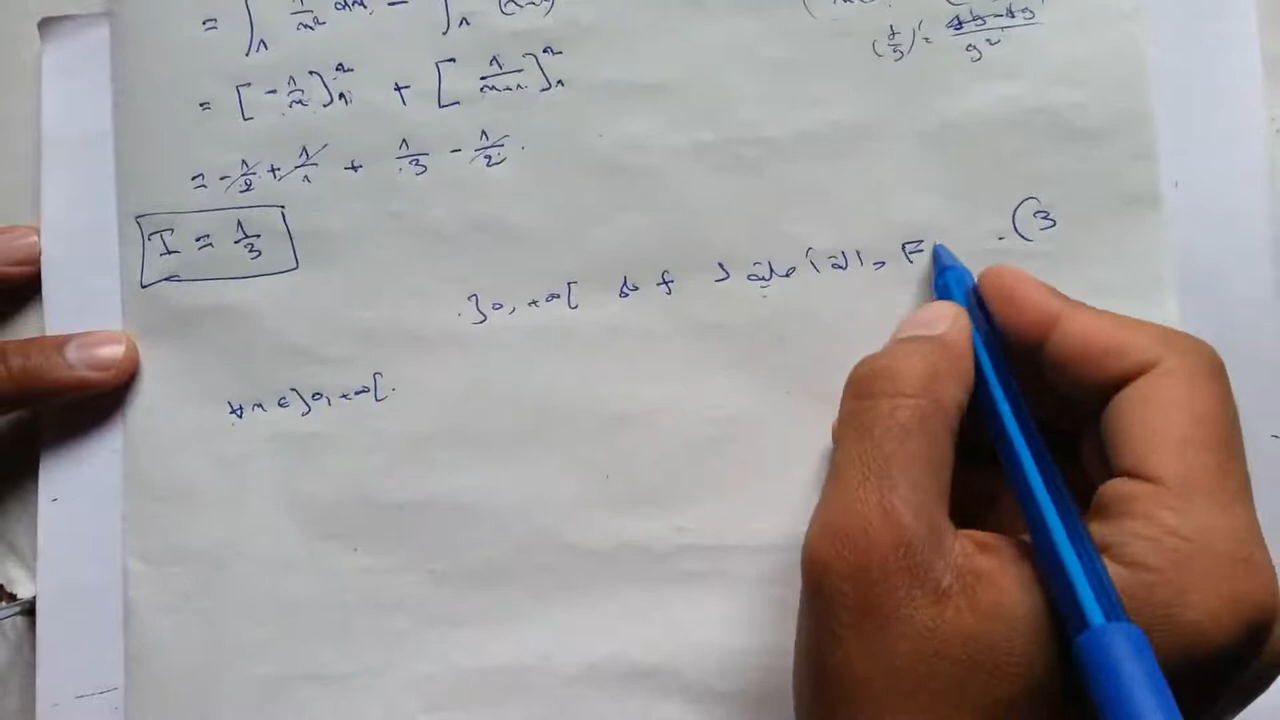 = ∫₁ 1/x² dx - ∫₁
(f/g)' = / g²
= [-1/x]₁² + [1/(x+1)]₁²
= -1/2 + 1/1 + 1/3 - 1/2
I = 1/3
3) F دالة أصلية ل f على ]0, +∞[
∀x ∈ ]0, +∞[